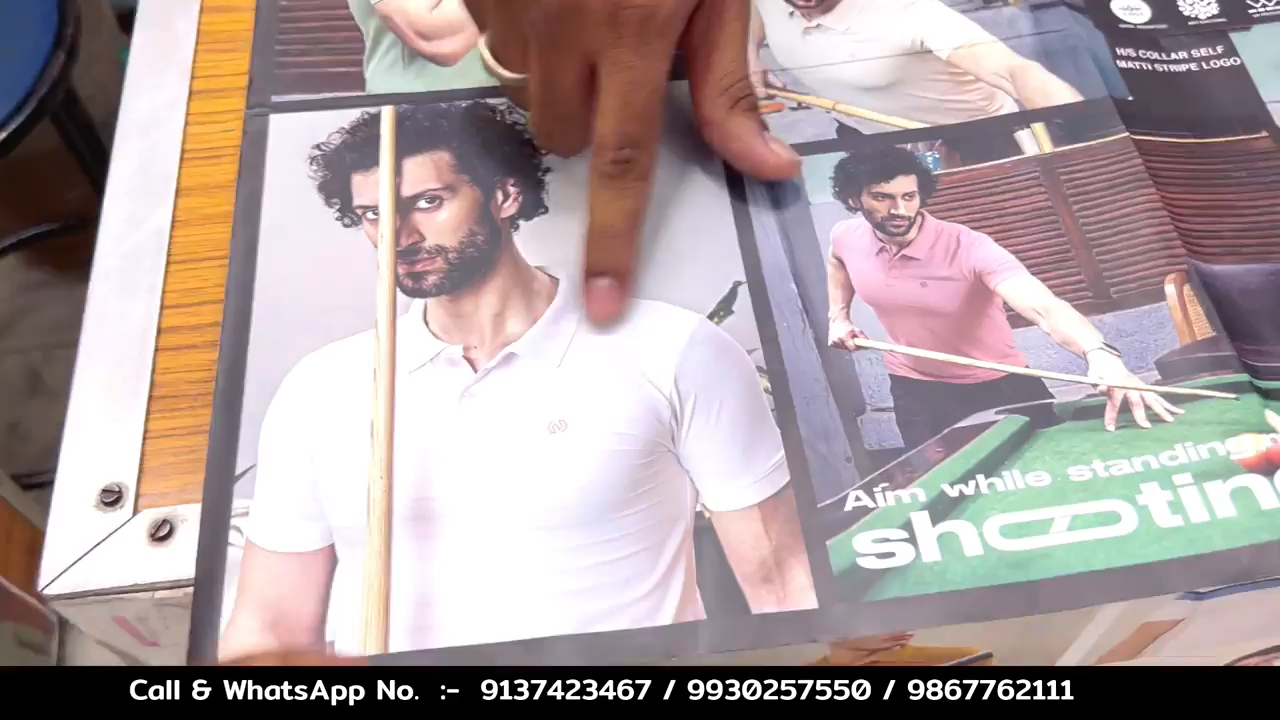 H/S COLLAR SELF
MATTI STRIPE LOGO
Aim while standing
shooting
Call & WhatsApp No. :- 9137423467 / 9930257550 / 9867762111